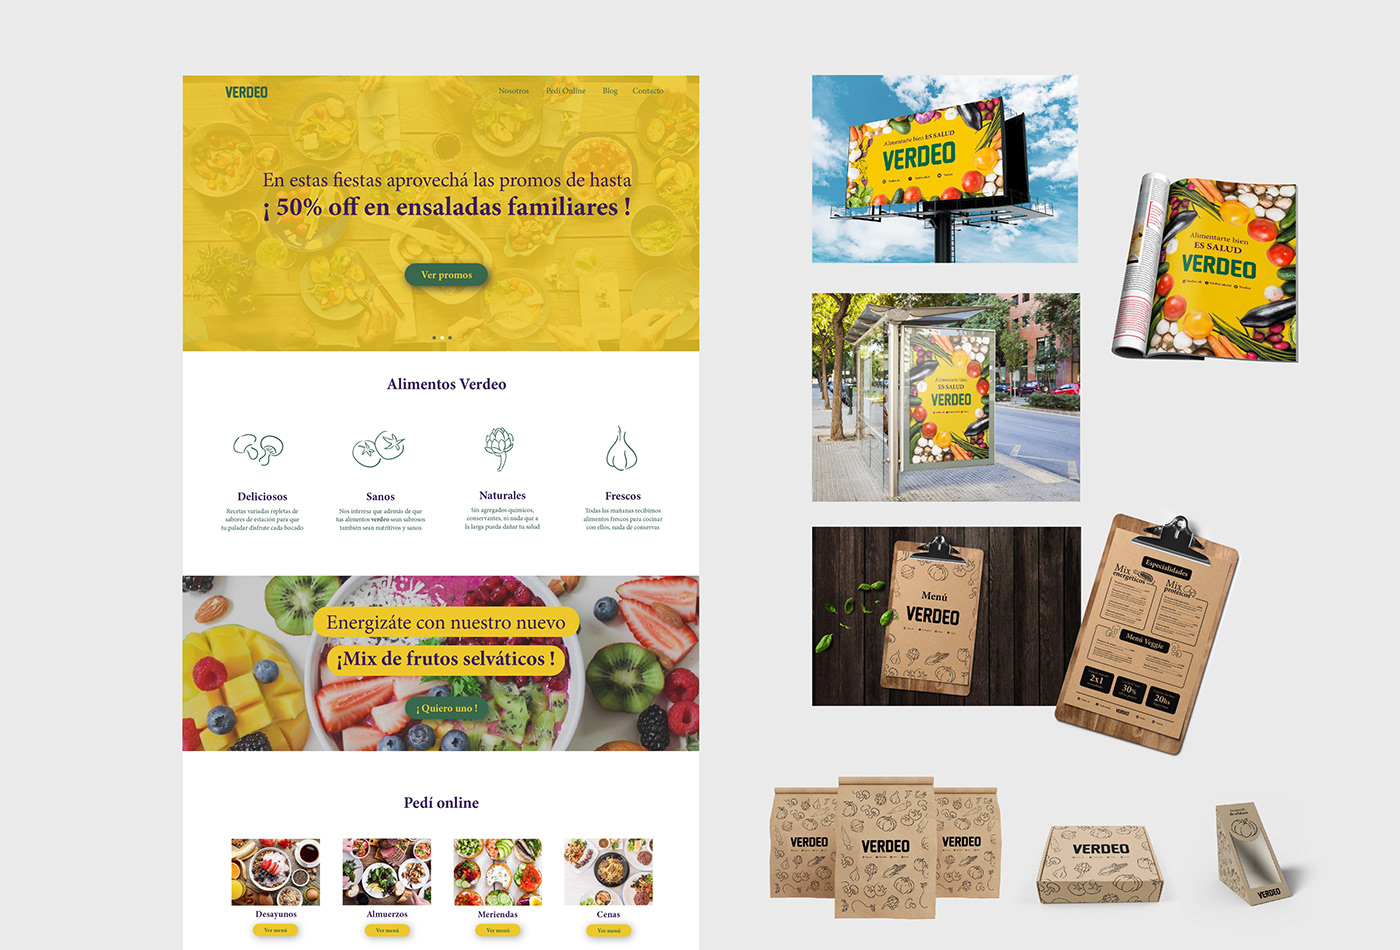 VERDEO
Nosotros Pedí Online Blog Contacto
En estas fiestas aprovechá las promos de hasta
¡ 50% off en ensaladas familiares !
Ver promos
Alimentos Verdeo
Deliciosos
Recetas variadas repletas de
sabores de estación para que
tu paladar disfrute cada bocado
Sanos
Nos interesa que además de que
tus alimentos verdeo sean sabrosos
también sean nutritivos y sanos
Naturales
Sin agregados químicos,
conservantes, ni nada que a
la larga pueda dañar tu salud
Frescos
Todas las mañanas recibimos
alimentos frescos para cocinar
con ellos, nada de conservas
Energizáte con nuestro nuevo
¡Mix de frutos selváticos !
¡ Quiero uno !
Pedí online
Desayunos
Ver menú
Almuerzos
Ver menú
Meriendas
Ver menú
Cenas
Ver menú
Alimentarte bien ES SALUD
VERDEO
Alimentarte bien
ES SALUD
VERDEO
Alimentarte bien
ES SALUD
VERDEO
Menú
VERDEO
Especialidades
Mix
energéticos
Mix
proteicos
Menú Veggie
2x1
30%
20hs
VERDEO
VERDEO
VERDEO
VERDEO
VERDEO
VERDEO